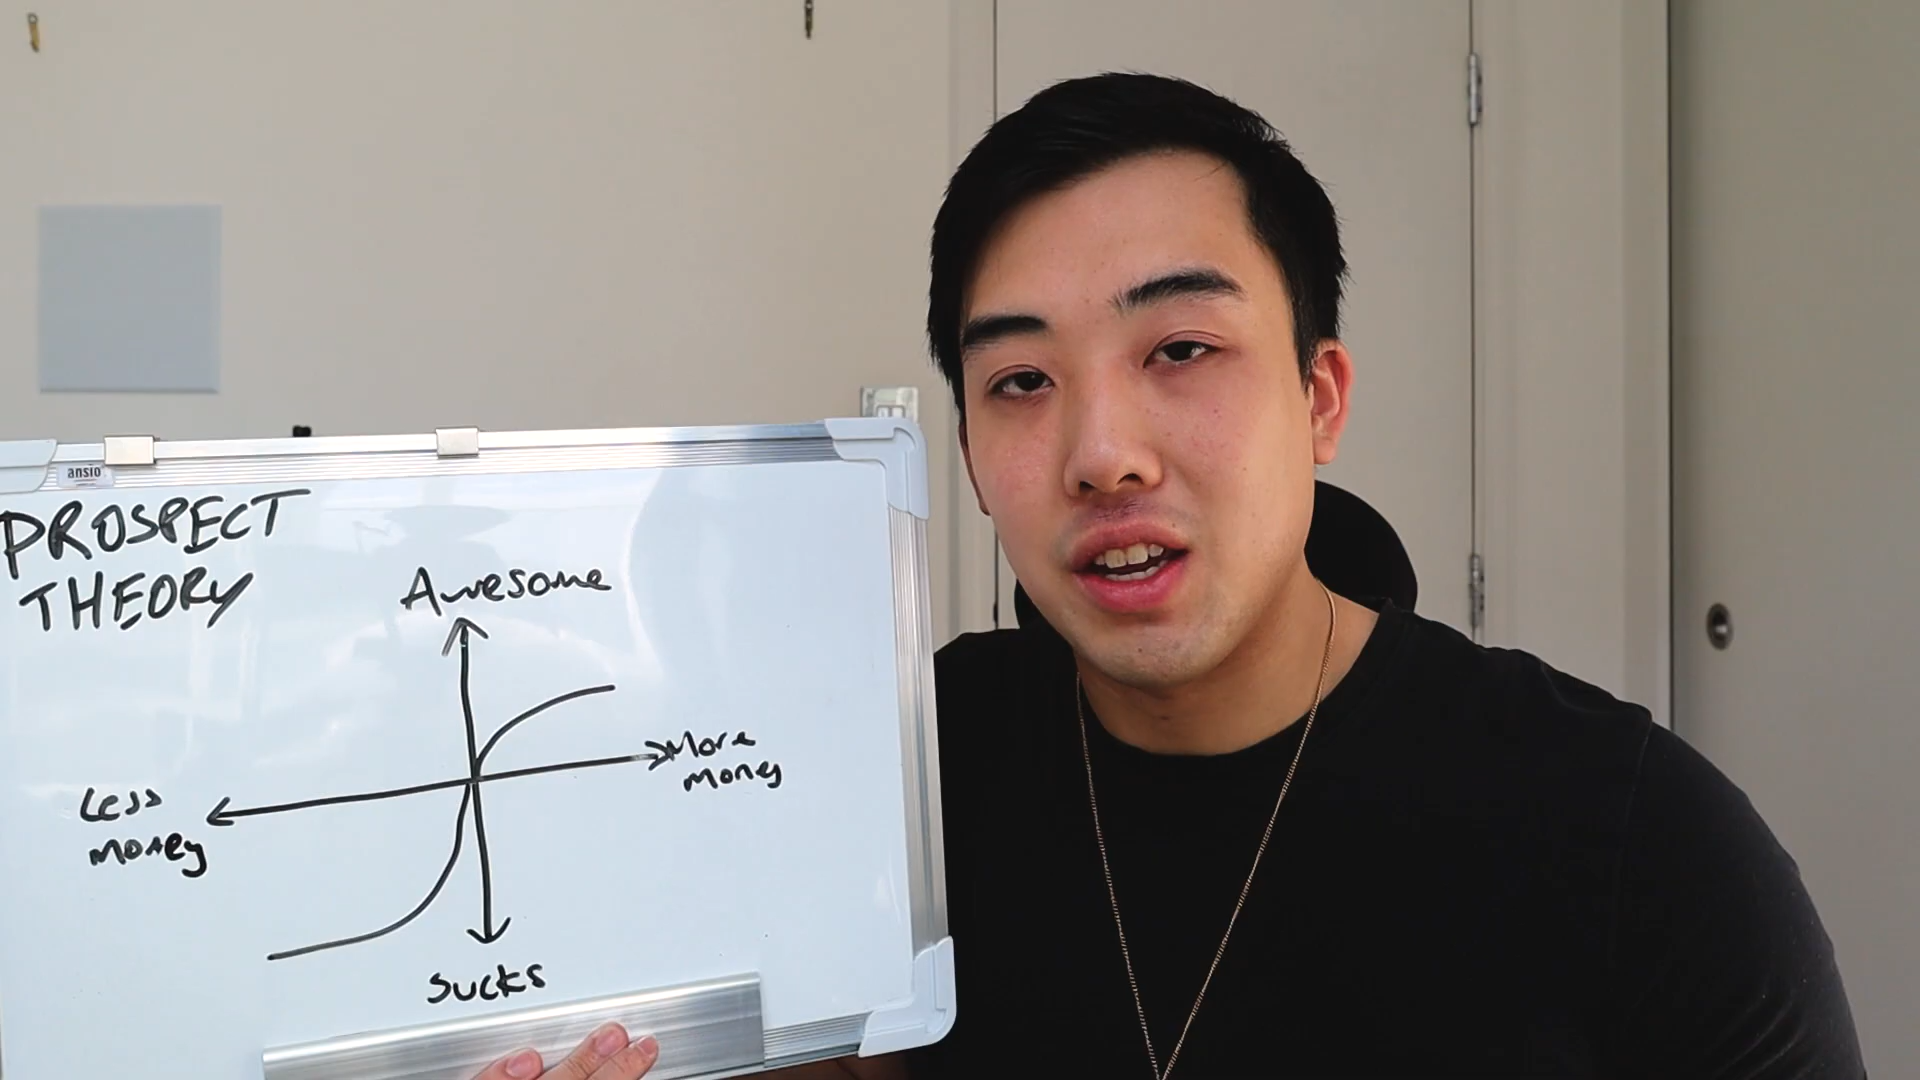 ansio
PROSPECT
THEORY
Awesome
More
money
Less
money
sucks